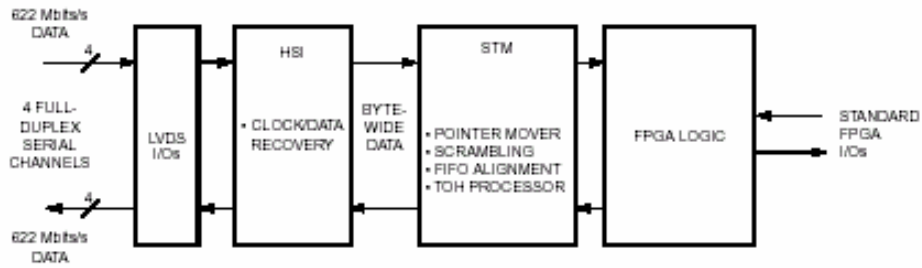 622 Mbits/s
DATA
4
4 FULL-
DUPLEX
SERIAL
CHANNELS
4
622 Mbits/s
DATA
LVDS
I/Os
HSI
• CLOCK/DATA
RECOVERY
BYTE-
WIDE
DATA
STM
• POINTER MOVER
• SCRAMBLING
• FIFO ALIGNMENT
• TOH PROCESSOR
FPGA LOGIC
STANDARD
FPGA
I/Os